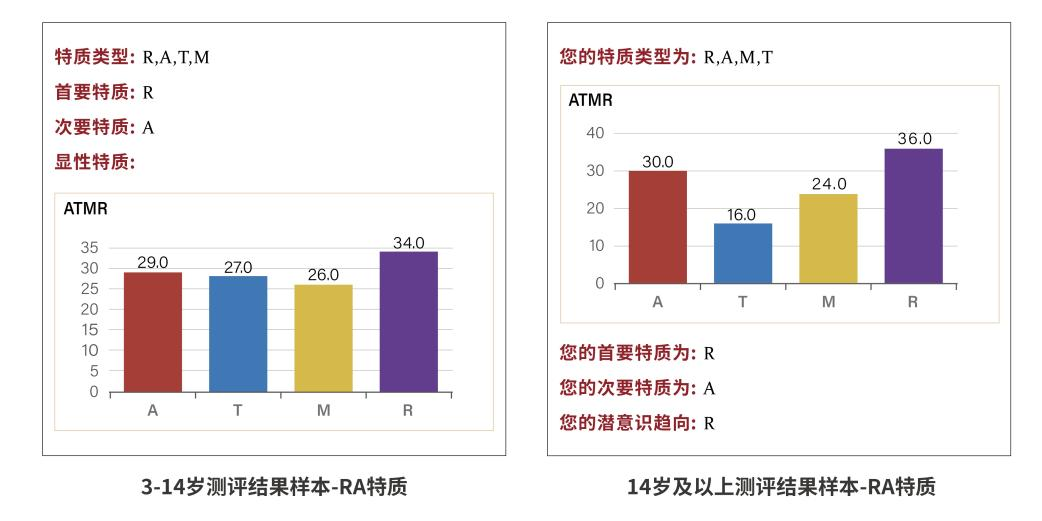 特质类型: R,A,T,M
首要特质: R
次要特质: A
显性特质:
ATMR
35
30
25
20
15
10
5
0
29.0
27.0
26.0
34.0
A
T
M
R
3-14岁测评结果样本-RA特质
您的特质类型为: R,A,M,T
ATMR
40
30
20
10
0
30.0
16.0
24.0
36.0
A
T
M
R
您的首要特质为: R
您的次要特质为: A
您的潜意识趋向: R
14岁及以上测评结果样本-RA特质